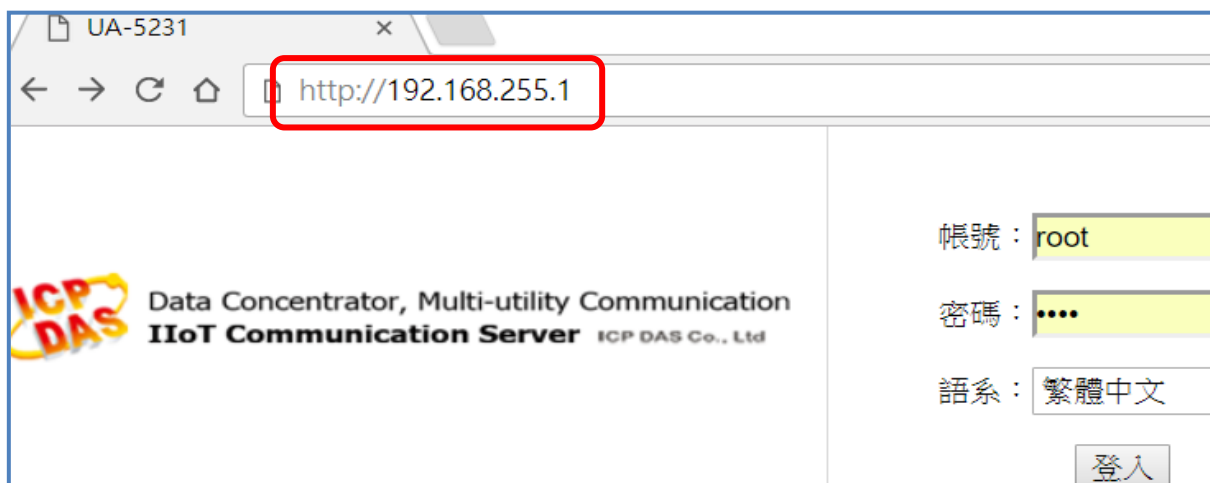 UA-5231
http://192.168.255.1
ICP DAS
Data Concentrator, Multi-utility Communication
IIoT Communication Server ICP DAS Co., Ltd
帳號：root
密碼：••••
語系：繁體中文
登入